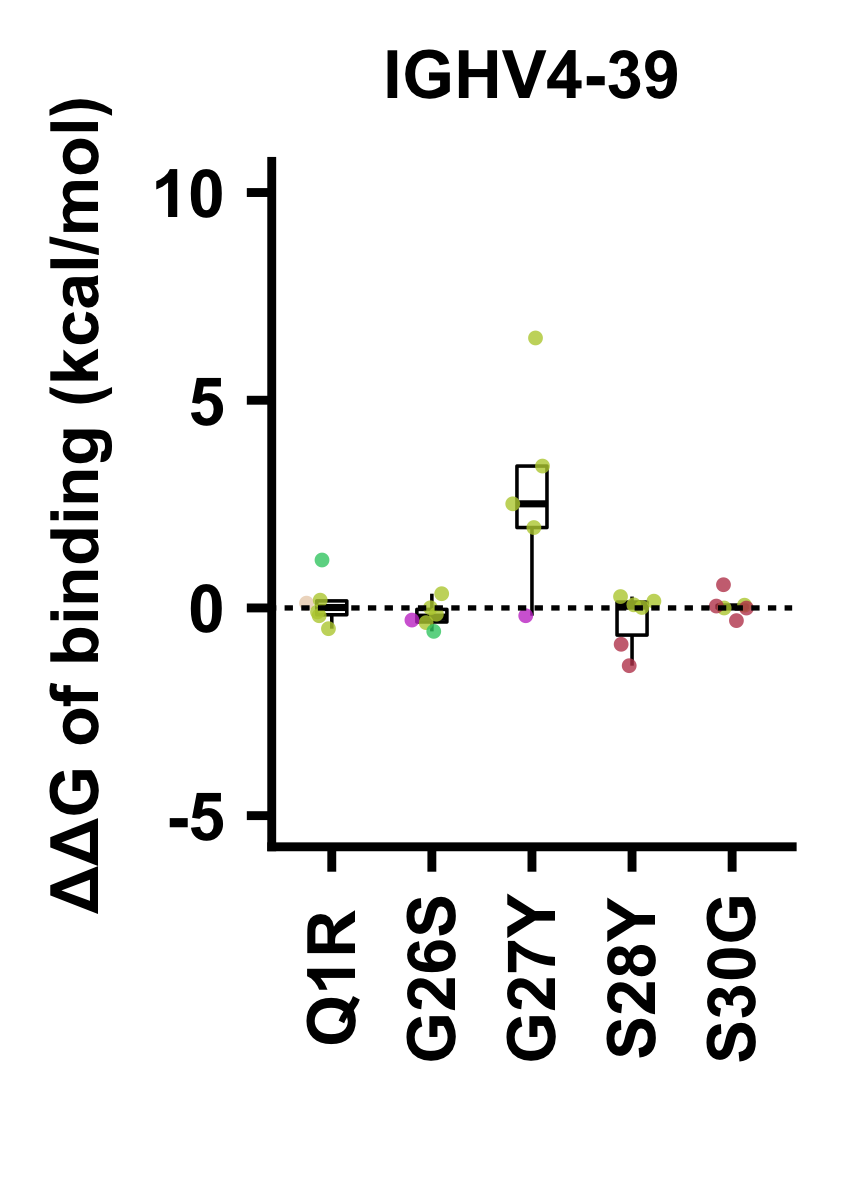 IGHV4-39
ΔΔG of binding (kcal/mol)
10
5
0
-5
Q1R
G26S
G27Y
S28Y
S30G